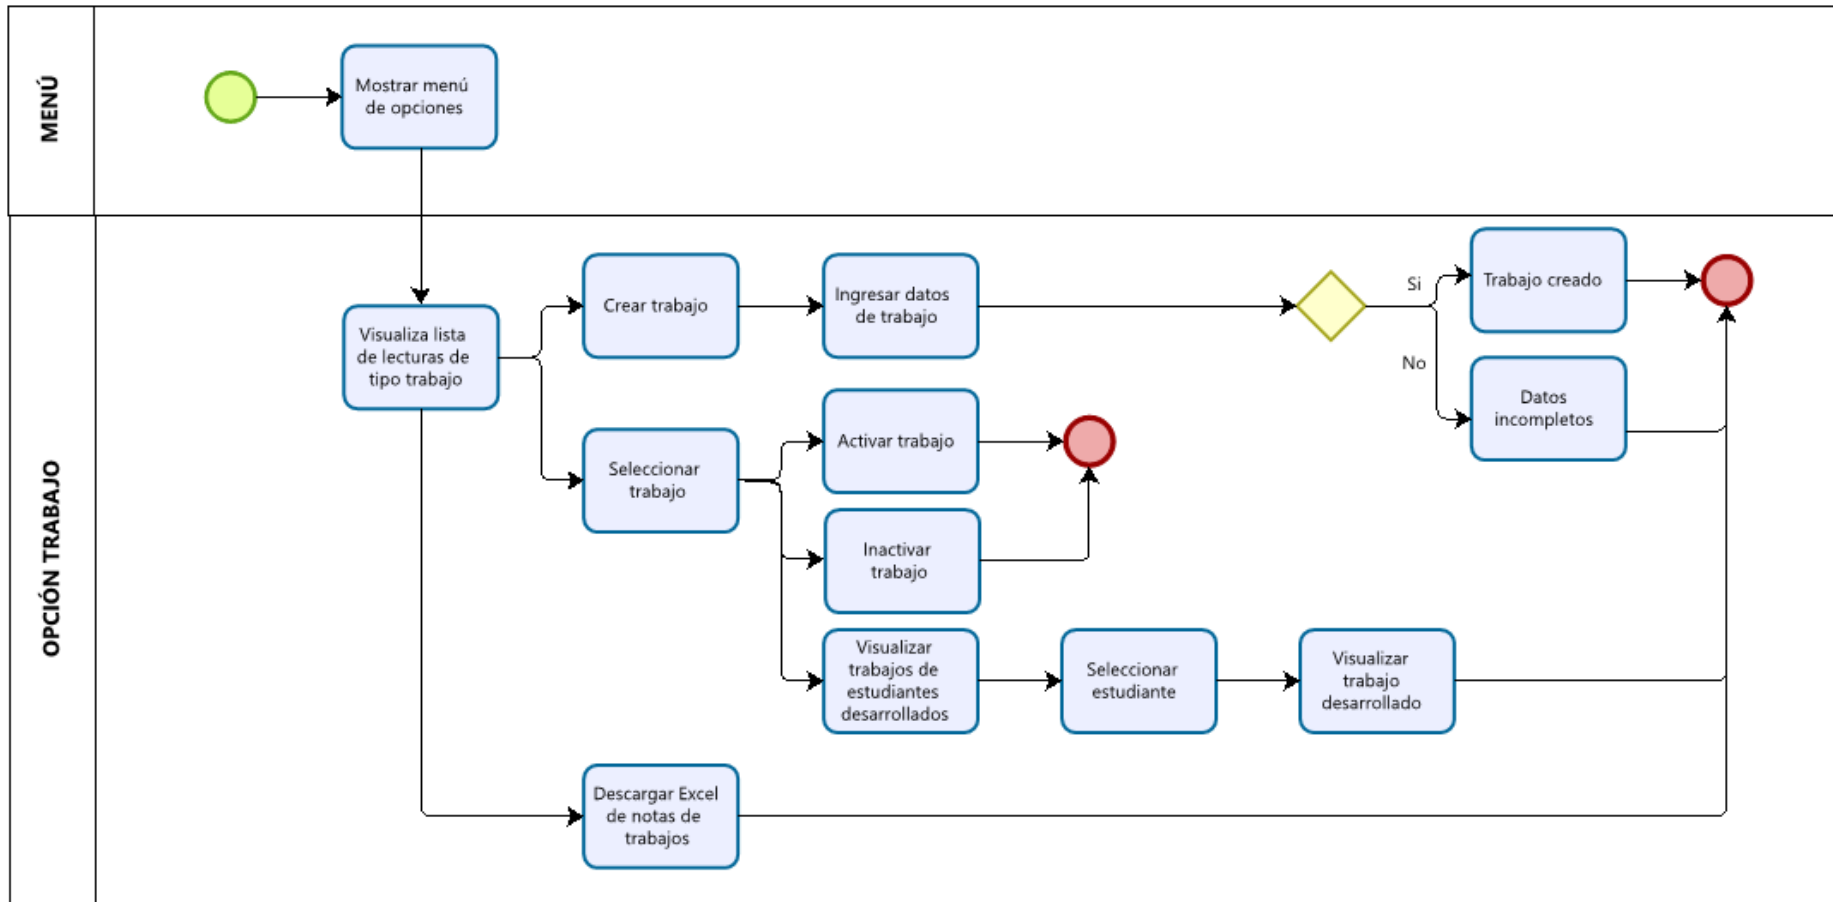 MENÚ
Mostrar menú
de opciones
OPCIÓN TRABAJO
Visualiza lista
de lecturas de
tipo trabajo
Crear trabajo
Ingresar datos
de trabajo
Si
No
Trabajo creado
Datos
incompletos
Seleccionar
trabajo
Activar trabajo
Inactivar
trabajo
Visualizar
trabajos de
estudiantes
desarrollados
Seleccionar
estudiante
Visualizar
trabajo
desarrollado
Descargar Excel
de notas de
trabajos